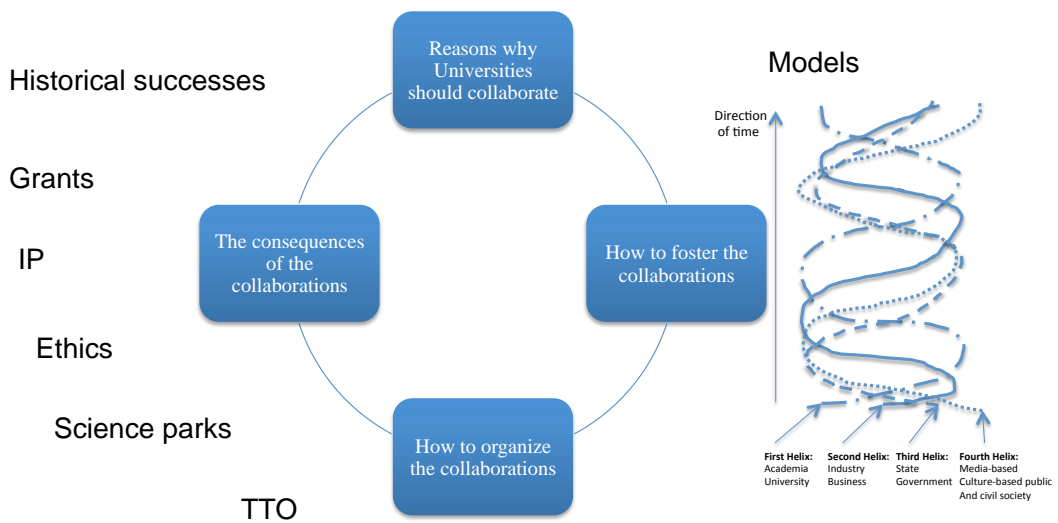 Reasons why
Universities
should collaborate
Models
Historical successes
Direction
of time
Grants
The consequences
of the
collaborations
How to foster the
collaborations
IP
Ethics
Science parks
How to organize
the collaborations
TTO
First Helix:
Academia
University
Second Helix:
Industry
Business
Third Helix:
State
Government
Fourth Helix:
Media-based
Culture-based public
And civil society